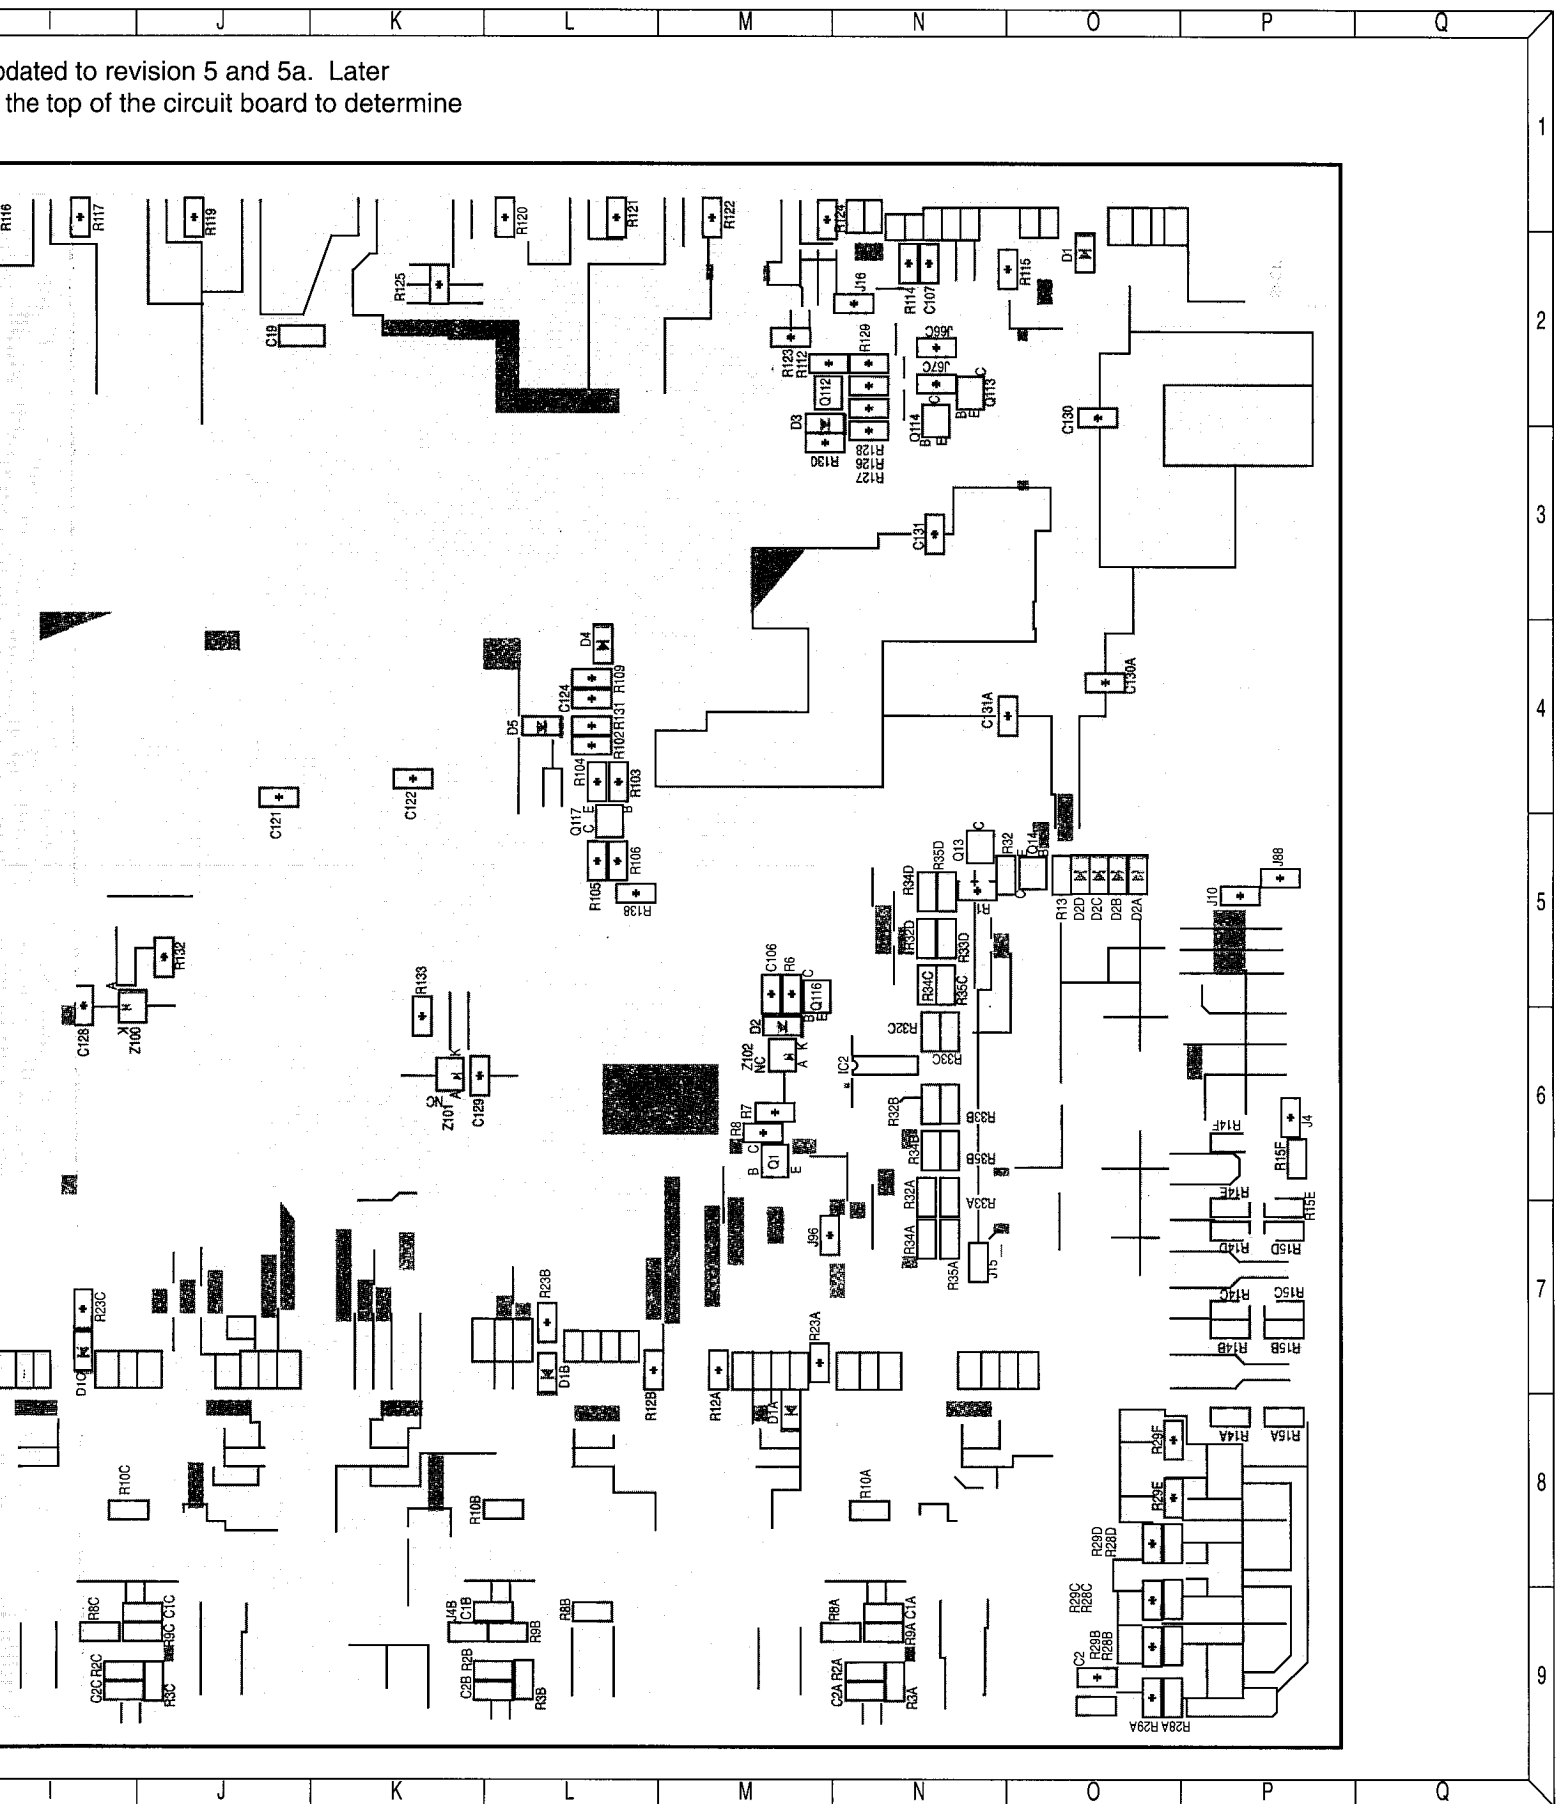 I J K L M N O P Q
pdated to revision 5 and 5a. Later
the top of the circuit board to determine
1
R116 R117 R119 R120 R121 R122 R124
D1
R125 J16 R114 C107 R115
2
C19 R123 R112 R129 J66C
J67C C
Q112 Q113
D3 Q114 C B E C130
B E
R130 R128
R126
R127
3
C131
D4
R109 C130A
C124
R131 C131A
4
D5 R102
R104 R103
C121 C122
E B
Q117 C
C
Q13 R32 Q14
R106 R35D J88
R105 R34D
R138 R1 R13 D2D D2C D2B D2A J10
5
R132 R32D R33D
R133 C106 R6 C
A Q116 R34C R35C
K B E
C128 Z100 D2 R32C
K Z102 NC K A IC2 R33C
6
NC A
Z101 C129 R7 R32B R33B J4
R8 R14F
C R34B R35B R15F
B Q1 E
R32A R33A R14E R15E
J96 R34A R14D R15D
R35A J15
7
R23C R23B R14C R15C
R23A R14B R15B
D1C D1B
R12B R12A D1A
R14A R15A
R29F
8
R10C R10B R10A R29E
R29D
R28D
R8C C1C J4B C1B R8B R8A C1A R29C
R28C
R9C R9B R9A R29B
R28B
9
C2
C2C R2C C2B R2B C2A R2A
R3C R3B R3A
R29A R28A
I J K L M N O P Q